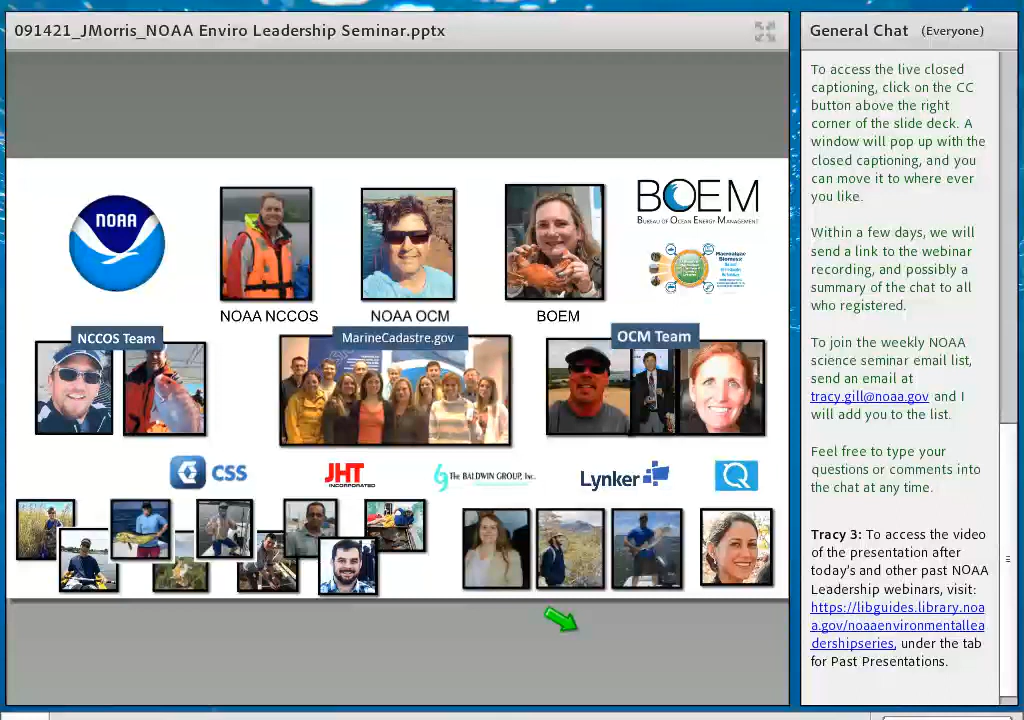 091421_JMorris_NOAA Enviro Leadership Seminar.pptx
NOAA
BOEM
BUREAU OF OCEAN ENERGY MANAGEMENT
NOAA NCCOS
NOAA OCM
BOEM
NCCOS Team
MarineCadastre.gov
OCM Team
CSS
JHT
INCORPORATED
THE BALDWIN GROUP, INC.
Lynker
General Chat (Everyone)
To access the live closed
captioning, click on the CC
button above the right
corner of the slide deck. A
window will pop up with the
closed captioning, and you
can move it to where ever
you like.
Within a few days, we will
send a link to the webinar
recording, and possibly a
summary of the chat to all
who registered.
To join the weekly NOAA
science seminar email list,
send an email at
tracy.gill@noaa.gov and I
will add you to the list.
Feel free to type your
questions or comments into
the chat at any time.
Tracy 3: To access the video
of the presentation after
today's and other past NOAA
Leadership webinars, visit:
https://libguides.library.noa
a.gov/noaaenvironmentallea
dershipseries, under the tab
for Past Presentations.